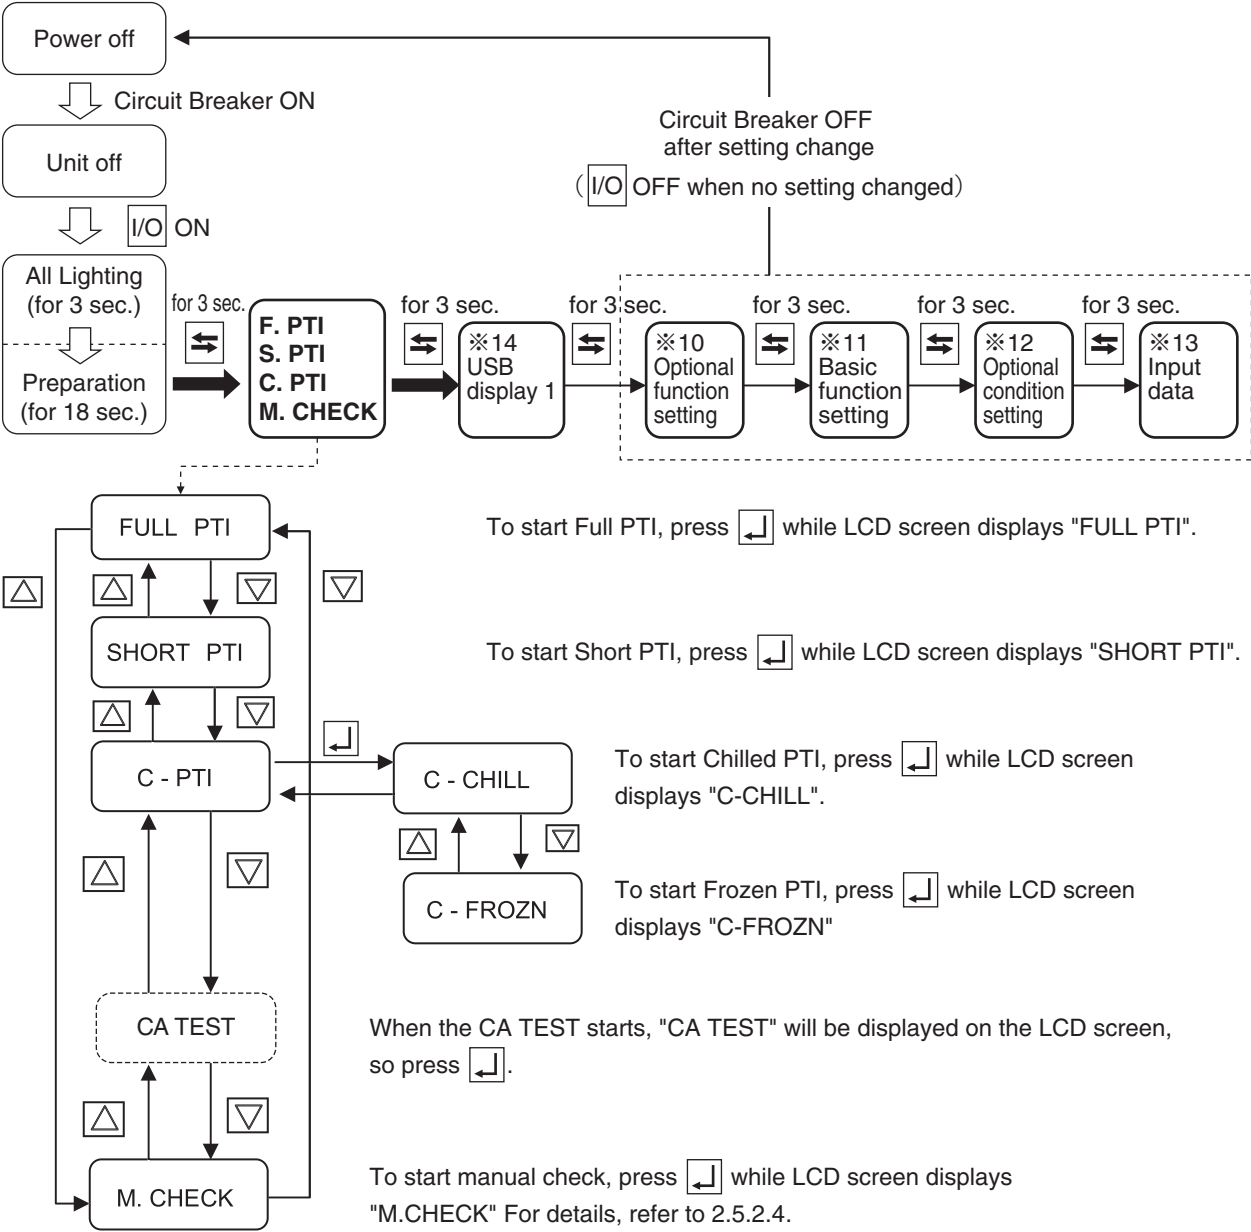 Power off
Circuit Breaker ON
Circuit Breaker OFF
after setting change
( I/O OFF when no setting changed)
Unit off
I/O ON
All Lighting
(for 3 sec.)
Preparation
(for 18 sec.)
for 3 sec.
F. PTI
S. PTI
C. PTI
M. CHECK
for 3 sec.
※14
USB
display 1
for 3 sec.
※10
Optional
function
setting
for 3 sec.
※11
Basic
function
setting
for 3 sec.
※12
Optional
condition
setting
for 3 sec.
※13
Input
data
FULL PTI
To start Full PTI, press while LCD screen displays "FULL PTI".
SHORT PTI
To start Short PTI, press while LCD screen displays "SHORT PTI".
C - PTI
C - CHILL
To start Chilled PTI, press while LCD screen
displays "C-CHILL".
C - FROZN
To start Frozen PTI, press while LCD screen
displays "C-FROZN"
CA TEST
When the CA TEST starts, "CA TEST" will be displayed on the LCD screen,
so press .
M. CHECK
To start manual check, press while LCD screen displays
"M.CHECK" For details, refer to 2.5.2.4.